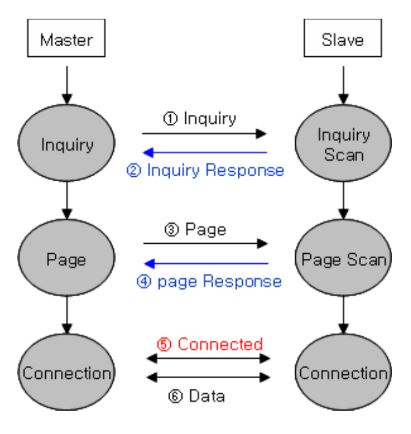 Master
Slave
Inquiry
① Inquiry
Inquiry
Scan
② Inquiry Response
Page
③ Page
Page Scan
④ page Response
Connection
⑤ Connected
Connection
⑥ Data